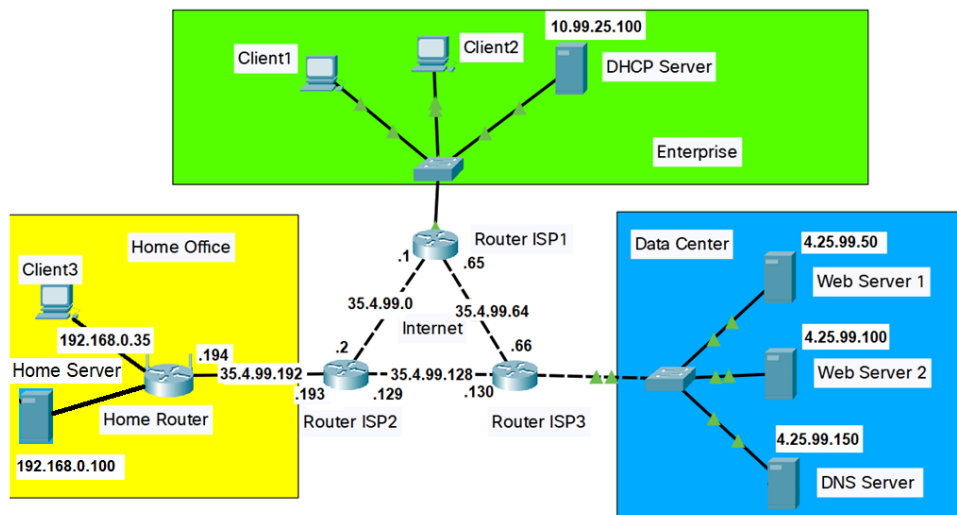 10.99.25.100
Client1
Client2
DHCP Server
Enterprise
Home Office
Client3
192.168.0.35
Home Server
.194
35.4.99.192
Home Router
192.168.0.100
Router ISP1
.1
.65
35.4.99.0
35.4.99.64
Internet
.2
.66
35.4.99.128
.193
.129
.130
Router ISP2
Router ISP3
Data Center
4.25.99.50
Web Server 1
4.25.99.100
Web Server 2
4.25.99.150
DNS Server